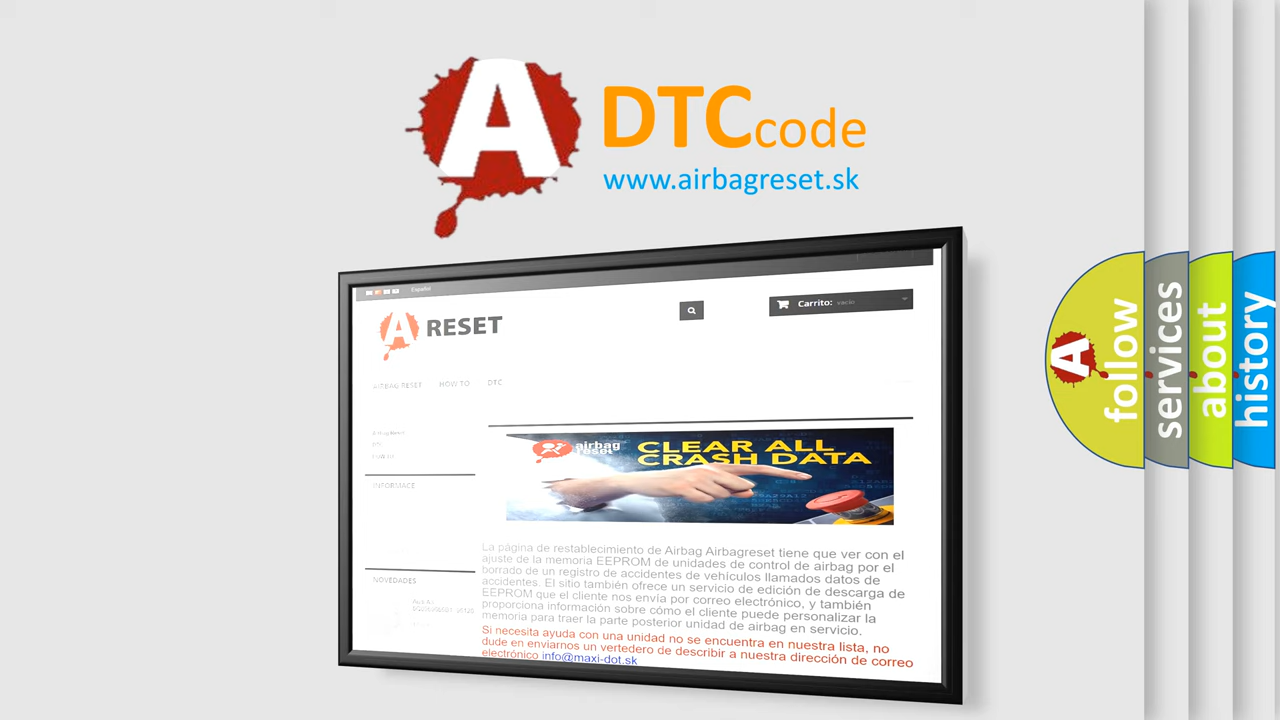 A DTCcode
www.airbagreset.sk
Español
A RESET
Carrito: vacío
AIRBAG RESET HOW TO DTC
INFORMACE
NOVEDADES
airbag
reset
CLEAR ALL
CRASH DATA
La página de restablecimiento de Airbag Airbagreset tiene que ver con el
ajuste de la memoria EEPROM de unidades de control de airbag por el
borrado de un registro de accidentes de vehículos llamados datos de
accidentes. El sitio también ofrece un servicio de edición de descarga de
EEPROM que el cliente nos envía por correo electrónico, y también
proporciona información sobre cómo el cliente puede personalizar la
memoria para traer la parte posterior unidad de airbag en servicio.
Si necesita ayuda con una unidad no se encuentra en nuestra lista, no
dude en enviarnos un vertedero de describir a nuestra dirección de correo
electrónico info@maxi-dot.sk
A follow
services
about
history